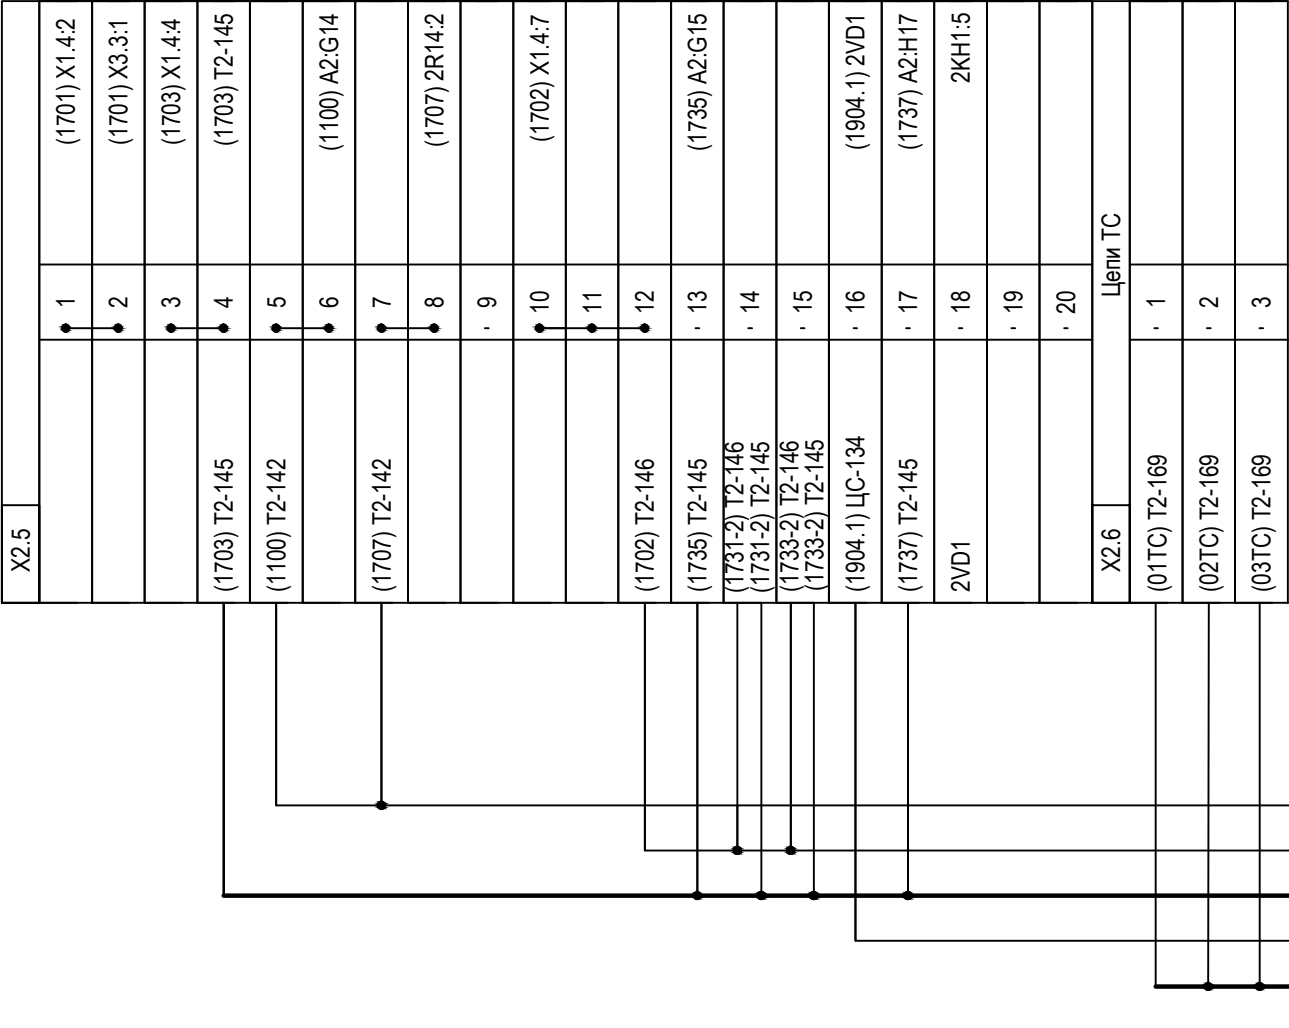 X2.5
(1701) X1.4:2
1
(1701) X3.3:1
2
(1703) X1.4:4
3
(1703) T2-145
4
(1703) T2-145
5
(1100) T2-142
(1100) A2:G14
6
7
(1707) T2-142
(1707) 2R14:2
8
- 9
(1702) X1.4:7
10
11
12
(1702) T2-146
(1735) A2:G15
- 13
(1735) T2-145
- 14
(1731-2) T2-146
(1731-2) T2-145
- 15
(1733-2) T2-146
(1733-2) T2-145
(1904.1) 2VD1
- 16
(1904.1) ЦС-134
(1737) A2:H17
- 17
(1737) T2-145
2KH1:5
- 18
2VD1
- 19
- 20
Цепи ТС
X2.6
- 1
(01ТС) T2-169
- 2
(02ТС) T2-169
- 3
(03ТС) T2-169